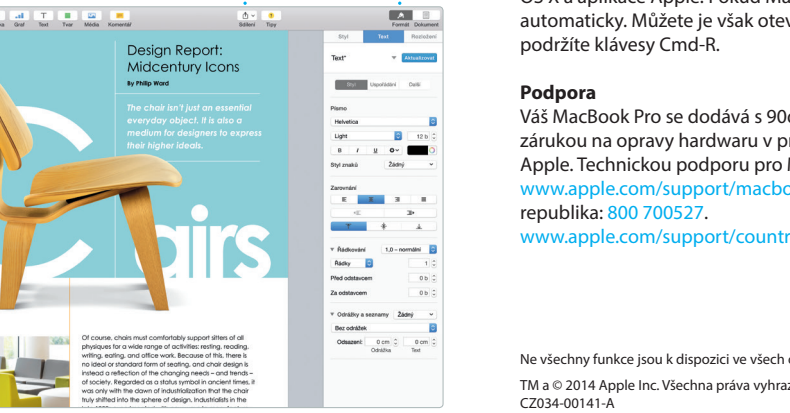 Graf Text Tvar Média Komentář Sdílení Tipy Formát Dokument
Design Report:
Midcentury Icons
By Philip Ward
The chair isn't just an essential
everyday object. It is also a
medium for designers to express
their higher ideals.
C
airs
Of course, chairs must comfortably support sitters of all
physiques for a wide range of activities: resting, reading,
writing, eating, and office work. Because of this, there is
no ideal or standard form of seating, and chair design is
instead a reflection of the changing needs – and trends –
of society. Regarded as a status symbol in ancient times, it
was only with the dawn of industrialization that the chair
truly shifted into the sphere of design. Industrialists in the
Styl Text Rozložení
Text* Aktualizovat
Styl Uspořádání Další
Písmo
Helvetica
Light 12 b
B I U
Styl znaků Žádný
Zarovnání
Řádkování 1,0 – normální
Řádky 1
Před odstavcem 0 b
Za odstavcem 0 b
Odrážky a seznamy Žádný
Bez odrážek
Odsazení: 0 cm 0 cm
Odrážka Text
OS X a aplikace Apple. Pokud
automaticky. Můžete je však
podržíte klávesy Cmd-R.
Podpora
Váš MacBook Pro se dodává s
zárukou na opravy hardwaru v
Apple. Technickou podporu pro
www.apple.com/support/macbo
republika: 800 700527.
www.apple.com/support/countr
Ne všechny funkce jsou k dispozici ve všech
TM a © 2014 Apple Inc. Všechna práva
CZ034-00141-A